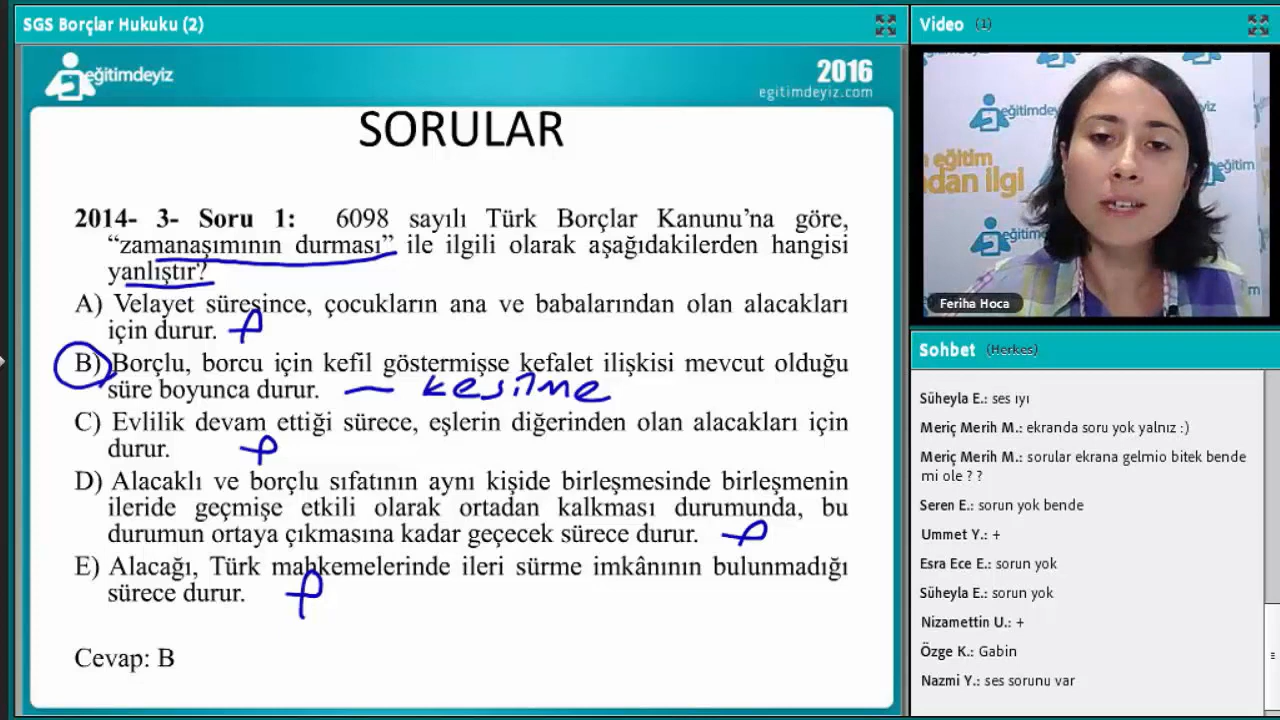 SGS Borçlar Hukuku (2)
eğitimdeyiz
2016
egitimdeyiz.com
SORULAR
2014- 3- Soru 1: 6098 sayılı Türk Borçlar Kanunu’na göre,
“zamanaşımının durması” ile ilgili olarak aşağıdakilerden hangisi
yanlıştır?
A) Velayet süresince, çocukların ana ve babalarından olan alacakları
için durur.
B) Borçlu, borcu için kefil göstermişse kefalet ilişkisi mevcut olduğu
süre boyunca durur. — kesilme
C) Evlilik devam ettiği sürece, eşlerin diğerinden olan alacakları için
durur.
D) Alacaklı ve borçlu sıfatının aynı kişide birleşmesinde birleşmenin
ileride geçmişe etkili olarak ortadan kalkması durumunda, bu
durumun ortaya çıkmasına kadar geçecek sürece durur.
E) Alacağı, Türk mahkemelerinde ileri sürme imkânının bulunmadığı
sürece durur.
Cevap: B
Video (1)
eğitimdeyiz
eğitim
eğitim
dan ilgi
eğitimdeyiz
Feriha Hoca
Sohbet (Herkes)
Süheyla E.: ses iyı
Meriç Merih M.: ekranda soru yok yalnız :)
Meriç Merih M.: sorular ekrana gelmio bitek bende
mi ole ? ?
Seren E.: sorun yok bende
Ummet Y.: +
Esra Ece E.: sorun yok
Süheyla E.: sorun yok
Nizamettin U.: +
Özge K.: Gabin
Nazmi Y.: ses sorunu var